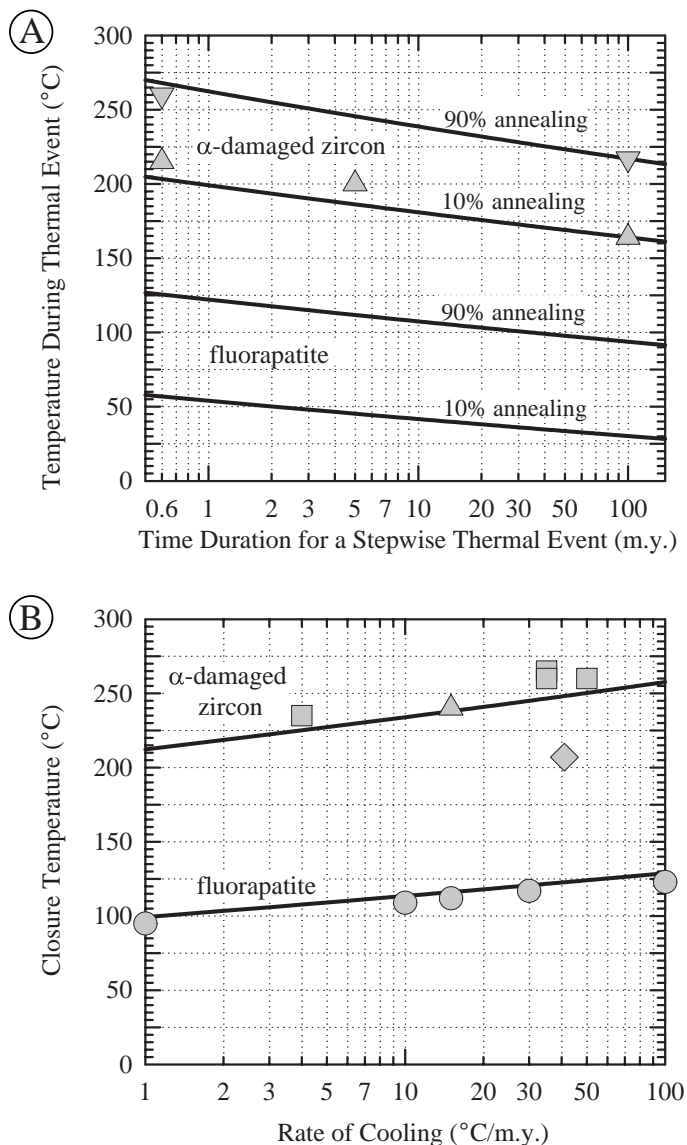 A
300
250
200
150
100
50
0
Temperature During Thermal Event (°C)
90% annealing
α-damaged zircon
10% annealing
90% annealing
fluorapatite
10% annealing
0.6 1 2 3 5 7 10 20 30 50 100
Time Duration for a Stepwise Thermal Event (m.y.)
B
300
250
200
150
100
50
0
Closure Temperature (°C)
α-damaged
zircon
fluorapatite
1 2 3 5 7 10 20 30 50 100
Rate of Cooling (°C/m.y.)